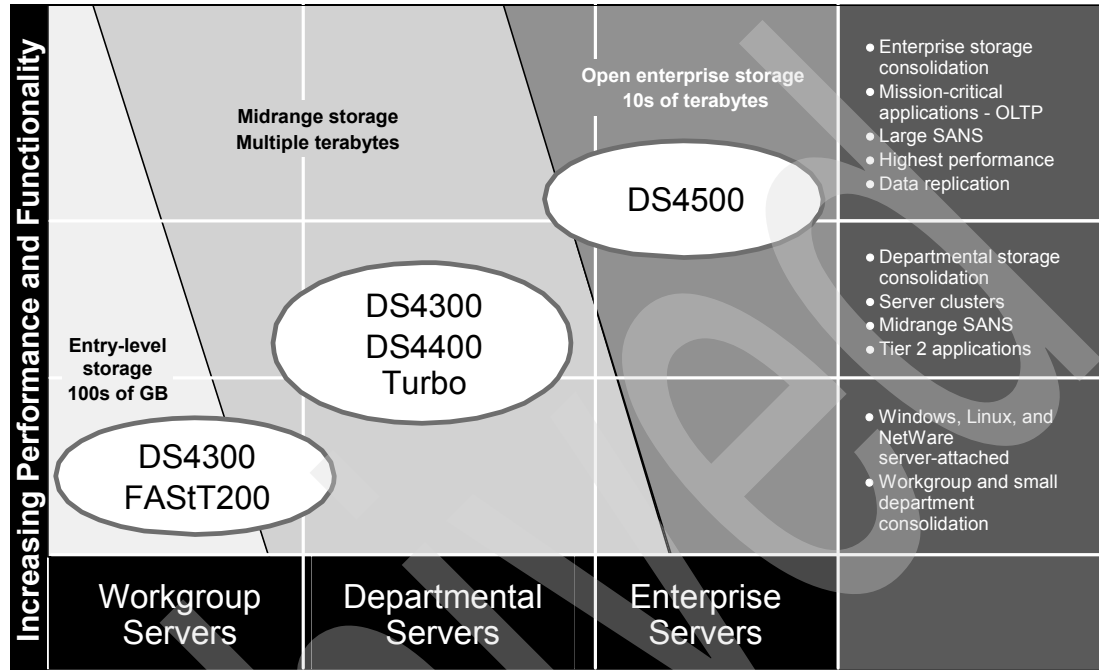 Increasing Performance and Functionality
Midrange storage
Multiple terabytes
Open enterprise storage
10s of terabytes
DS4500
● Enterprise storage
consolidation
● Mission-critical
applications - OLTP
● Large SANS
● Highest performance
● Data replication
Entry-level
storage
100s of GB
DS4300
DS4400
Turbo
● Departmental storage
consolidation
● Server clusters
● Midrange SANS
● Tier 2 applications
DS4300
FAStT200
● Windows, Linux, and
NetWare
server-attached
● Workgroup and small
department
consolidation
Workgroup
Servers
Departmental
Servers
Enterprise
Servers